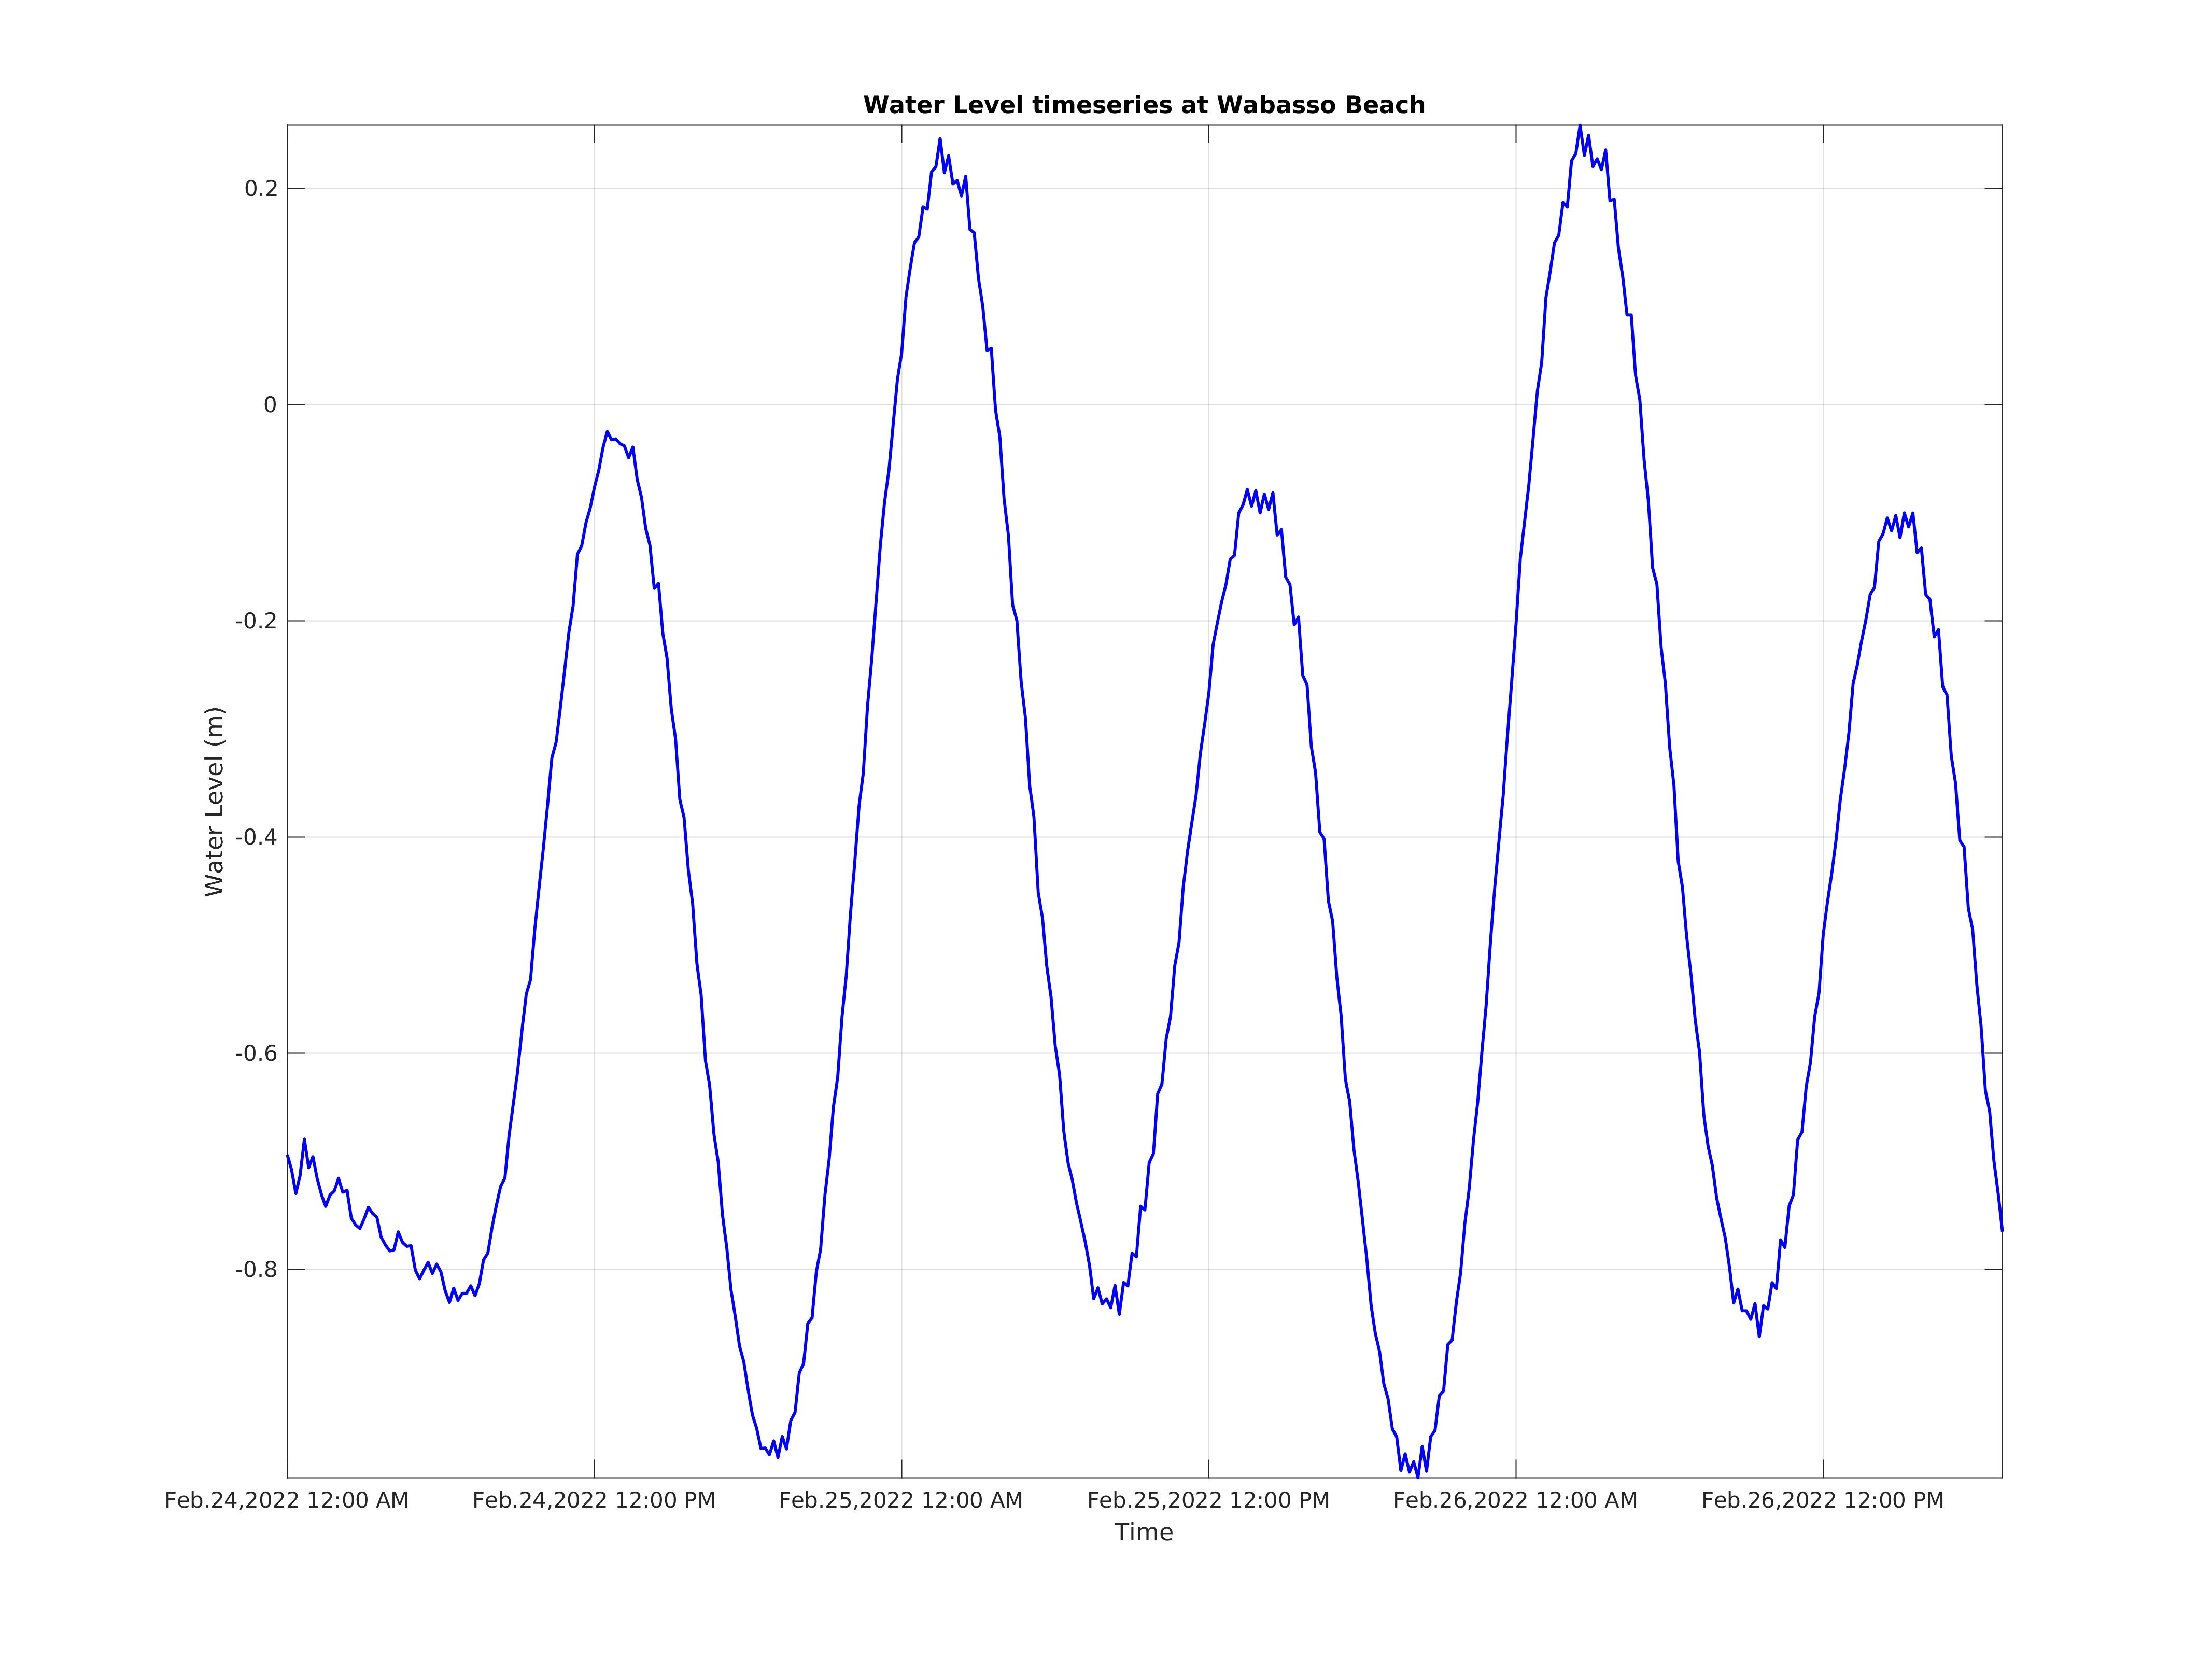 Water Level timeseries at Wabasso Beach
0.2
0
-0.2
-0.4
-0.6
-0.8
Water Level (m)
Feb.24,2022 12:00 AM
Feb.24,2022 12:00 PM
Feb.25,2022 12:00 AM
Feb.25,2022 12:00 PM
Feb.26,2022 12:00 AM
Feb.26,2022 12:00 PM
Time